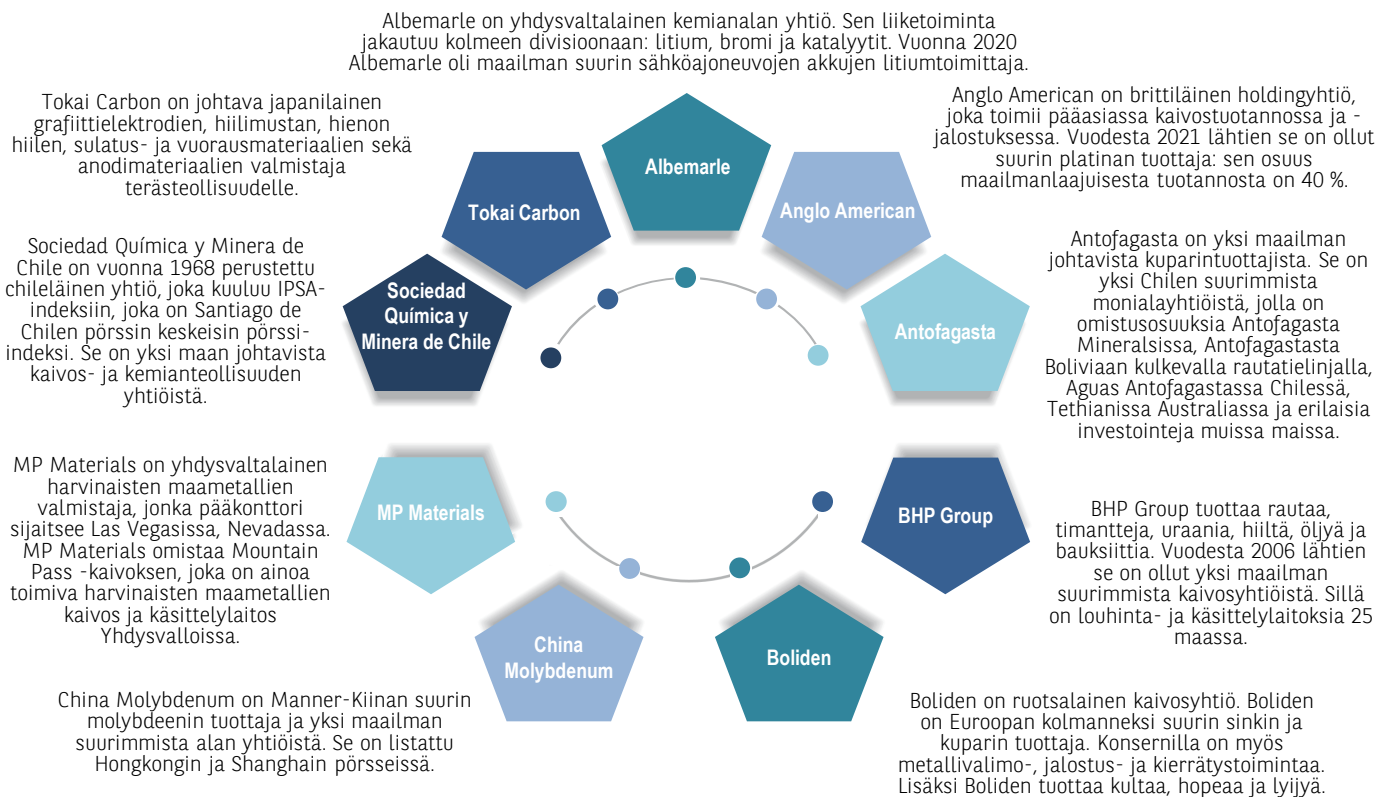 Albemarle on yhdysvaltalainen kemianalan yhtiö. Sen liiketoiminta
jakautuu kolmeen divisioonaan: litium, bromi ja katalyytit. Vuonna 2020
Albemarle oli maailman suurin sähköajoneuvojen akkujen litiumtoimittaja.
Tokai Carbon on johtava japanilainen
grafiittielektrodien, hiilimustan, hienon
hiilen, sulatus- ja vuorausmateriaalien sekä
anodimateriaalien valmistaja
terästeollisuudelle.
Anglo American on brittiläinen holdingyhtiö,
joka toimii pääasiassa kaivostuotannossa ja -
jalostuksessa. Vuodesta 2021 lähtien se on ollut
suurin platinan tuottaja: sen osuus
maailmanlaajuisesta tuotannosta on 40 %.
Albemarle
Tokai Carbon
Anglo American
Sociedad Química y Minera de
Chile on vuonna 1968 perustettu
chileläinen yhtiö, joka kuuluu IPSA-
indeksiin, joka on Santiago de
Chilen pörssin keskeisin pörssi-
indeksi. Se on yksi maan johtavista
kaivos- ja kemianteollisuuden
yhtiöistä.
Sociedad
Química y
Minera de Chile
Antofagasta
Antofagasta on yksi maailman
johtavista kuparintuottajista. Se on
yksi Chilen suurimmista
monialayhtiöistä, jolla on
omistusosuuksia Antofagasta
Mineralsissa, Antofagastasta
Boliviaan kulkevalla rautatielinjalla,
Aguas Antofagastassa Chilessä,
Tethianissa Australiassa ja erilaisia
investointeja muissa maissa.
MP Materials on yhdysvaltalainen
harvinaisten maametallien
valmistaja, jonka pääkonttori
sijaitsee Las Vegasissa, Nevadassa.
MP Materials omistaa Mountain
Pass -kaivoksen, joka on ainoa
toimiva harvinaisten maametallien
kaivos ja käsittelylaitos
Yhdysvalloissa.
MP Materials
BHP Group
BHP Group tuottaa rautaa,
timantteja, uraania, hiiltä, öljyä ja
bauksiittia. Vuodesta 2006 lähtien
se on ollut yksi maailman
suurimmista kaivosyhtiöistä. Sillä
on louhinta- ja käsittelylaitoksia 25
maassa.
China
Molybdenum
Boliden
China Molybdenum on Manner-Kiinan suurin
molybdeenin tuottaja ja yksi maailman
suurimmista alan yhtiöistä. Se on listattu
Hongkongin ja Shanghain pörsseissä.
Boliden on ruotsalainen kaivosyhtiö. Boliden
on Euroopan kolmanneksi suurin sinkin ja
kuparin tuottaja. Konsernilla on myös
metallivalimo-, jalostus- ja kierrätystoimintaa.
Lisäksi Boliden tuottaa kultaa, hopeaa ja lyijyä.